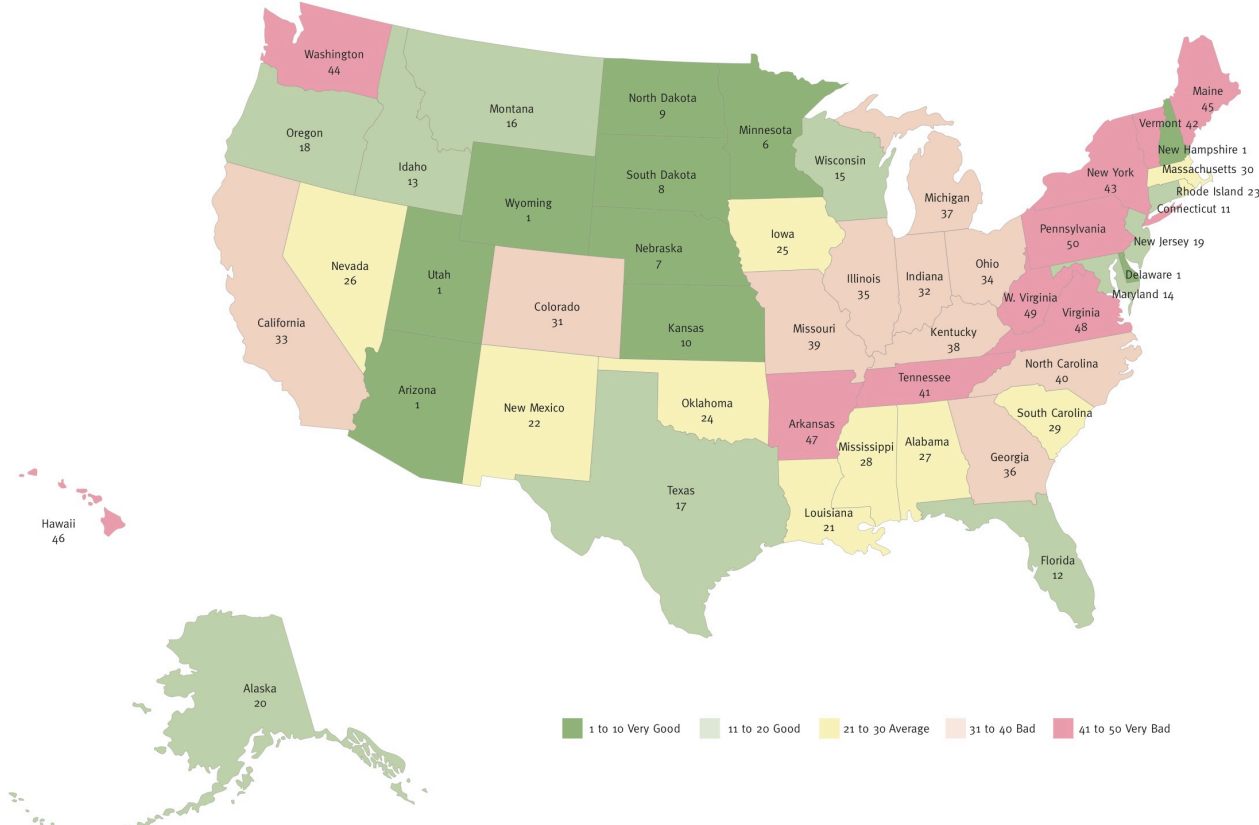 Washington
44
Oregon
18
Idaho
13
Montana
16
North Dakota
9
Minnesota
6
South Dakota
8
Wyoming
1
Nebraska
7
Wisconsin
15
Michigan
37
Maine
45
Vermont 42
New Hampshire 1
Massachusetts 30
New York
43
Rhode Island 23
Connecticut 11
Pennsylvania
50
New Jersey 19
Delaware 1
Maryland 14
Iowa
25
Nevada
26
Utah
1
Colorado
31
Illinois
35
Indiana
32
Ohio
34
W. Virginia
49
Virginia
48
California
33
Kansas
10
Missouri
39
Kentucky
38
North Carolina
40
Arizona
1
New Mexico
22
Oklahoma
24
Arkansas
47
Tennessee
41
South Carolina
29
Mississippi
28
Alabama
27
Georgia
36
Texas
17
Louisiana
21
Florida
12
Hawaii
46
Alaska
20
1 to 10 Very Good
11 to 20 Good
21 to 30 Average
31 to 40 Bad
41 to 50 Very Bad